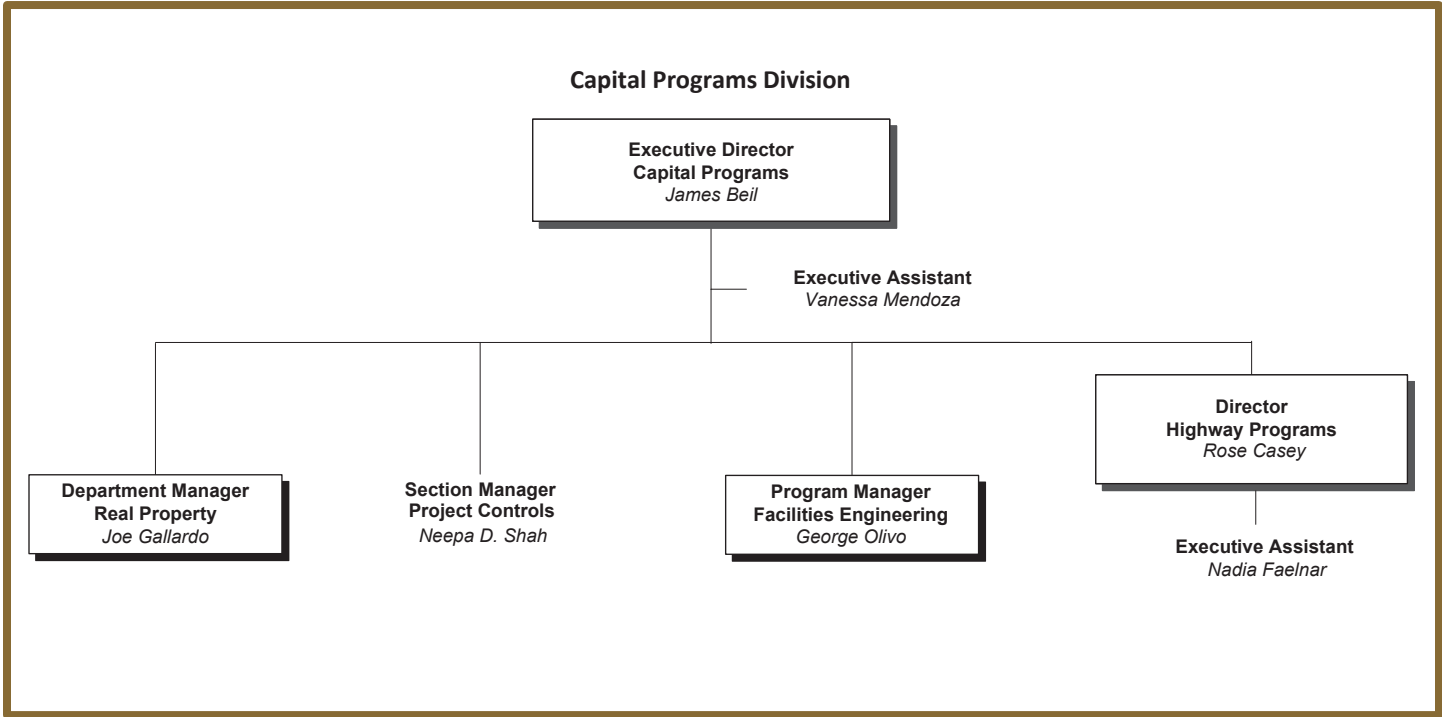 Capital Programs Division
Executive Director
Capital Programs
James Beil
Executive Assistant
Vanessa Mendoza
Department Manager
Real Property
Joe Gallardo
Section Manager
Project Controls
Neepa D. Shah
Program Manager
Facilities Engineering
George Olivo
Director
Highway Programs
Rose Casey
Executive Assistant
Nadia Faelnar